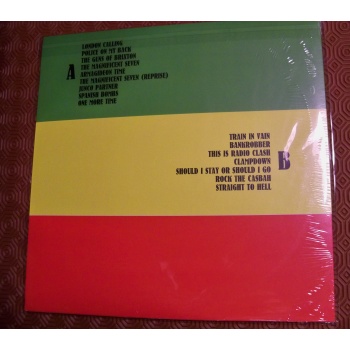 A
LONDON CALLING
POLICE ON MY BACK
THE GUNS OF BRIXTON
THE MAGNIFICENT SEVEN
ARMAGIDEON TIME
THE MAGNIFICENT SEVEN (REPRISE)
JUNCO PARTNER
SPANISH BOMBS
ONE MORE TIME
B
TRAIN IN VAIN
BANKROBBER
THIS IS RADIO CLASH
CLAMPDOWN
SHOULD I STAY OR SHOULD I GO
ROCK THE CASBAH
STRAIGHT TO HELL